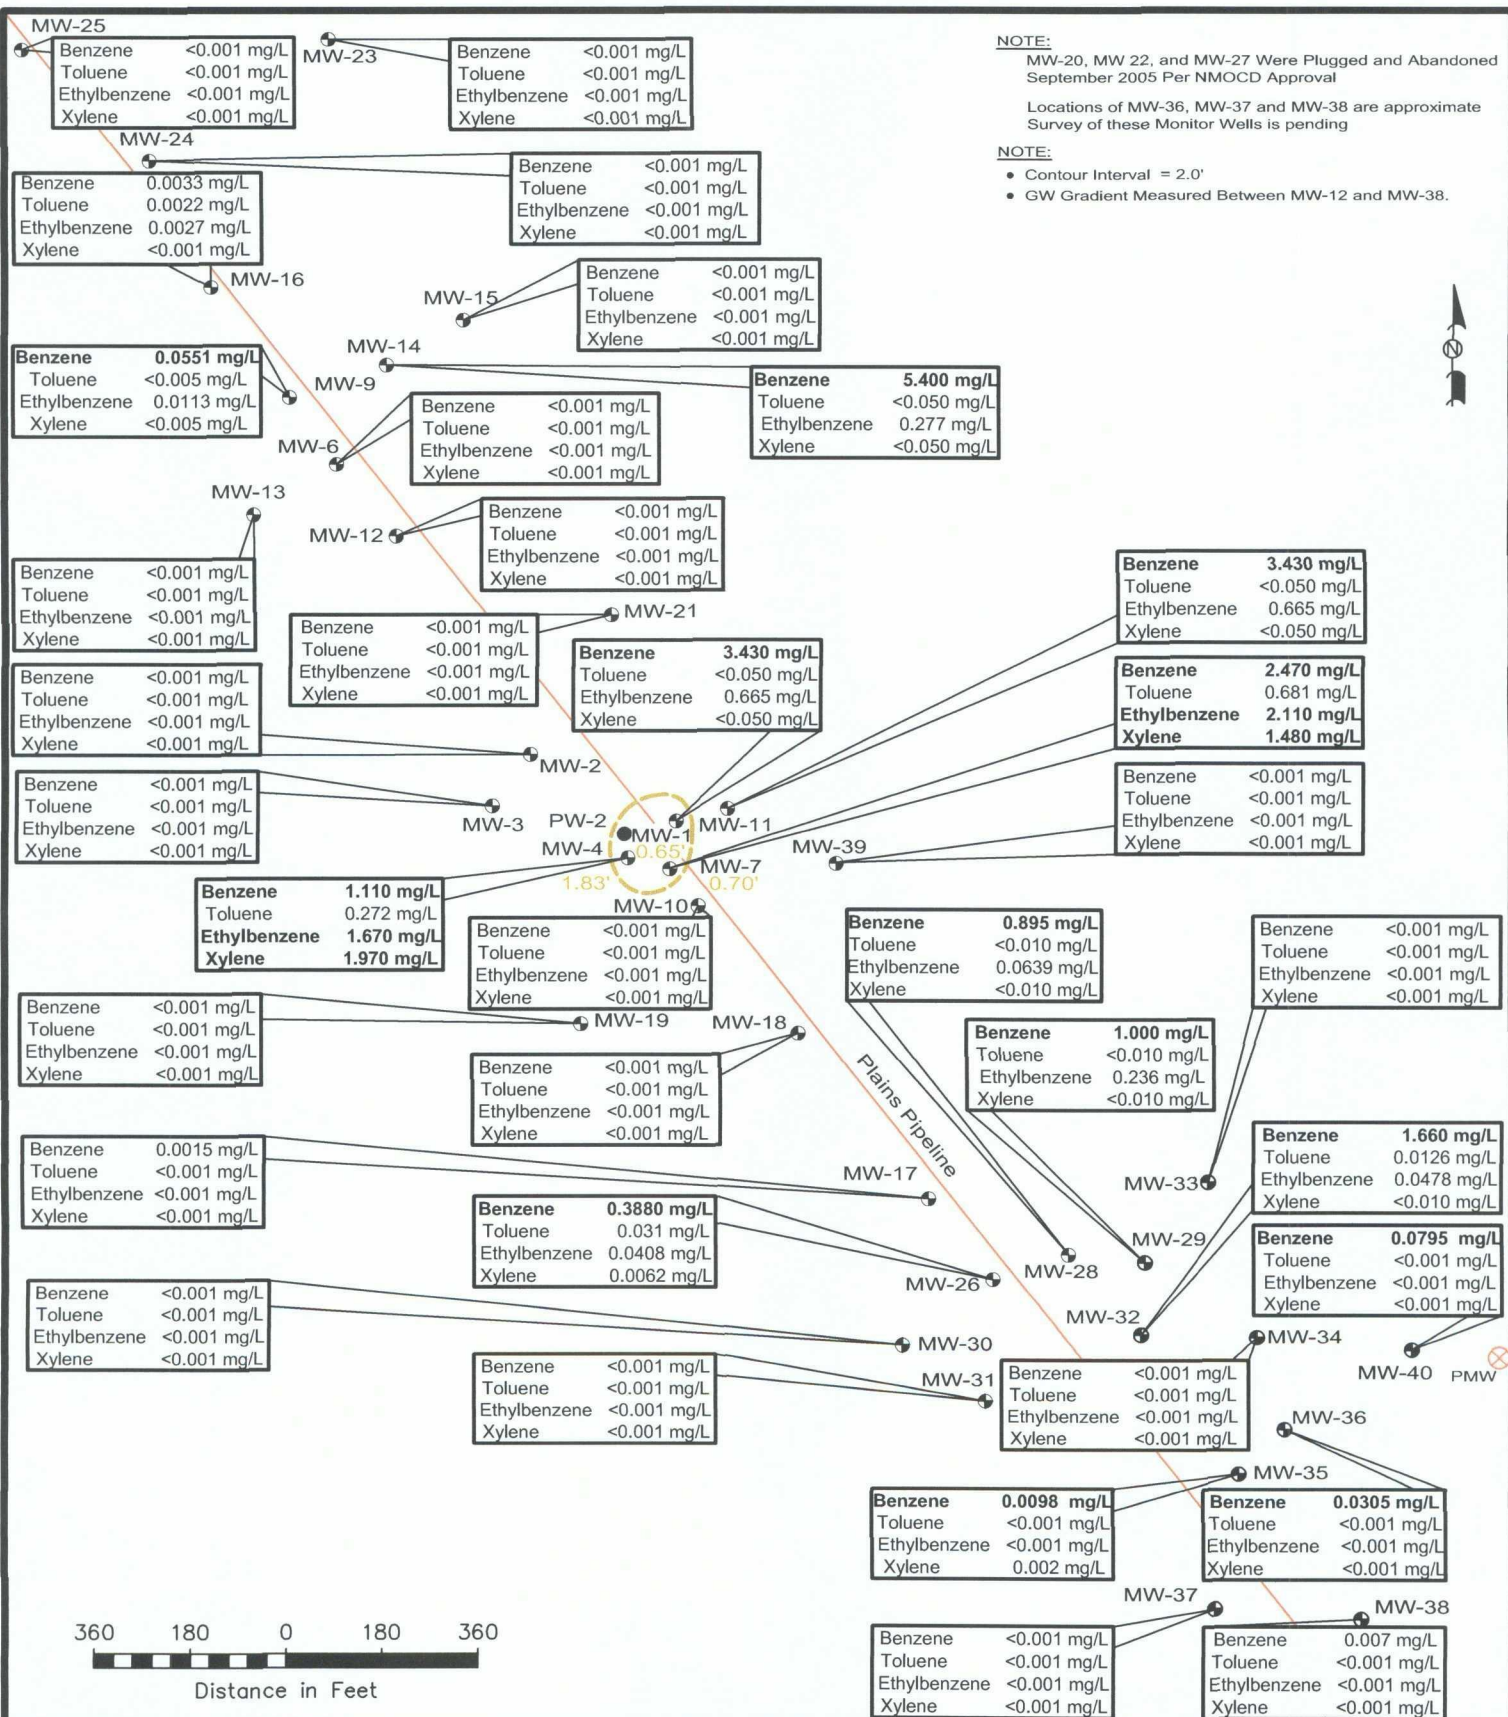 MW-25
Benzene <0.001 mg/L
Toluene <0.001 mg/L
Ethylbenzene <0.001 mg/L
Xylene <0.001 mg/L
MW-23
Benzene <0.001 mg/L
Toluene <0.001 mg/L
Ethylbenzene <0.001 mg/L
Xylene <0.001 mg/L
NOTE:
MW-20, MW 22, and MW-27 Were Plugged and Abandoned
September 2005 Per NMOCD Approval
Locations of MW-36, MW-37 and MW-38 are approximate
Survey of these Monitor Wells is pending
NOTE:
• Contour Interval = 2.0'
• GW Gradient Measured Between MW-12 and MW-38.
N
MW-24
Benzene <0.001 mg/L
Toluene <0.001 mg/L
Ethylbenzene <0.001 mg/L
Xylene <0.001 mg/L
Benzene 0.0033 mg/L
Toluene 0.0022 mg/L
Ethylbenzene 0.0027 mg/L
Xylene <0.001 mg/L
MW-16
MW-15
Benzene <0.001 mg/L
Toluene <0.001 mg/L
Ethylbenzene <0.001 mg/L
Xylene <0.001 mg/L
MW-14
Benzene 5.400 mg/L
Toluene <0.050 mg/L
Ethylbenzene 0.277 mg/L
Xylene <0.050 mg/L
Benzene 0.0551 mg/L
Toluene <0.005 mg/L
Ethylbenzene 0.0113 mg/L
Xylene <0.005 mg/L
MW-9
MW-6
Benzene <0.001 mg/L
Toluene <0.001 mg/L
Ethylbenzene <0.001 mg/L
Xylene <0.001 mg/L
MW-13
Benzene <0.001 mg/L
Toluene <0.001 mg/L
Ethylbenzene <0.001 mg/L
Xylene <0.001 mg/L
MW-12
Benzene <0.001 mg/L
Toluene <0.001 mg/L
Ethylbenzene <0.001 mg/L
Xylene <0.001 mg/L
MW-21
Benzene <0.001 mg/L
Toluene <0.001 mg/L
Ethylbenzene <0.001 mg/L
Xylene <0.001 mg/L
Benzene 3.430 mg/L
Toluene <0.050 mg/L
Ethylbenzene 0.665 mg/L
Xylene <0.050 mg/L
Benzene 3.430 mg/L
Toluene <0.050 mg/L
Ethylbenzene 0.665 mg/L
Xylene <0.050 mg/L
Benzene 2.470 mg/L
Toluene 0.681 mg/L
Ethylbenzene 2.110 mg/L
Xylene 1.480 mg/L
Benzene <0.001 mg/L
Toluene <0.001 mg/L
Ethylbenzene <0.001 mg/L
Xylene <0.001 mg/L
MW-2
Benzene <0.001 mg/L
Toluene <0.001 mg/L
Ethylbenzene <0.001 mg/L
Xylene <0.001 mg/L
MW-3
PW-2
MW-1
0.65'
MW-11
MW-4
1.83'
MW-7
0.70'
MW-39
Benzene <0.001 mg/L
Toluene <0.001 mg/L
Ethylbenzene <0.001 mg/L
Xylene <0.001 mg/L
Benzene 1.110 mg/L
Toluene 0.272 mg/L
Ethylbenzene 1.670 mg/L
Xylene 1.970 mg/L
MW-10
Benzene <0.001 mg/L
Toluene <0.001 mg/L
Ethylbenzene <0.001 mg/L
Xylene <0.001 mg/L
Benzene 0.895 mg/L
Toluene <0.010 mg/L
Ethylbenzene 0.0639 mg/L
Xylene <0.010 mg/L
Benzene <0.001 mg/L
Toluene <0.001 mg/L
Ethylbenzene <0.001 mg/L
Xylene <0.001 mg/L
Benzene <0.001 mg/L
Toluene <0.001 mg/L
Ethylbenzene <0.001 mg/L
Xylene <0.001 mg/L
MW-19
MW-18
Benzene <0.001 mg/L
Toluene <0.001 mg/L
Ethylbenzene <0.001 mg/L
Xylene <0.001 mg/L
Benzene 1.000 mg/L
Toluene <0.010 mg/L
Ethylbenzene 0.236 mg/L
Xylene <0.010 mg/L
Plains Pipeline
Benzene 0.0015 mg/L
Toluene <0.001 mg/L
Ethylbenzene <0.001 mg/L
Xylene <0.001 mg/L
MW-17
MW-33
Benzene 1.660 mg/L
Toluene 0.0126 mg/L
Ethylbenzene 0.0478 mg/L
Xylene <0.010 mg/L
Benzene 0.3880 mg/L
Toluene 0.031 mg/L
Ethylbenzene 0.0408 mg/L
Xylene 0.0062 mg/L
MW-26
MW-28
MW-29
Benzene 0.0795 mg/L
Toluene <0.001 mg/L
Ethylbenzene <0.001 mg/L
Xylene <0.001 mg/L
Benzene <0.001 mg/L
Toluene <0.001 mg/L
Ethylbenzene <0.001 mg/L
Xylene <0.001 mg/L
MW-30
MW-32
MW-34
MW-40
PMW
Benzene <0.001 mg/L
Toluene <0.001 mg/L
Ethylbenzene <0.001 mg/L
Xylene <0.001 mg/L
MW-31
Benzene <0.001 mg/L
Toluene <0.001 mg/L
Ethylbenzene <0.001 mg/L
Xylene <0.001 mg/L
MW-36
MW-35
Benzene 0.0098 mg/L
Toluene <0.001 mg/L
Ethylbenzene <0.001 mg/L
Xylene 0.002 mg/L
Benzene 0.0305 mg/L
Toluene <0.001 mg/L
Ethylbenzene <0.001 mg/L
Xylene <0.001 mg/L
MW-37
MW-38
Benzene <0.001 mg/L
Toluene <0.001 mg/L
Ethylbenzene <0.001 mg/L
Xylene <0.001 mg/L
Benzene 0.007 mg/L
Toluene <0.001 mg/L
Ethylbenzene <0.001 mg/L
Xylene <0.001 mg/L
360 180 0 180 360
Distance in Feet